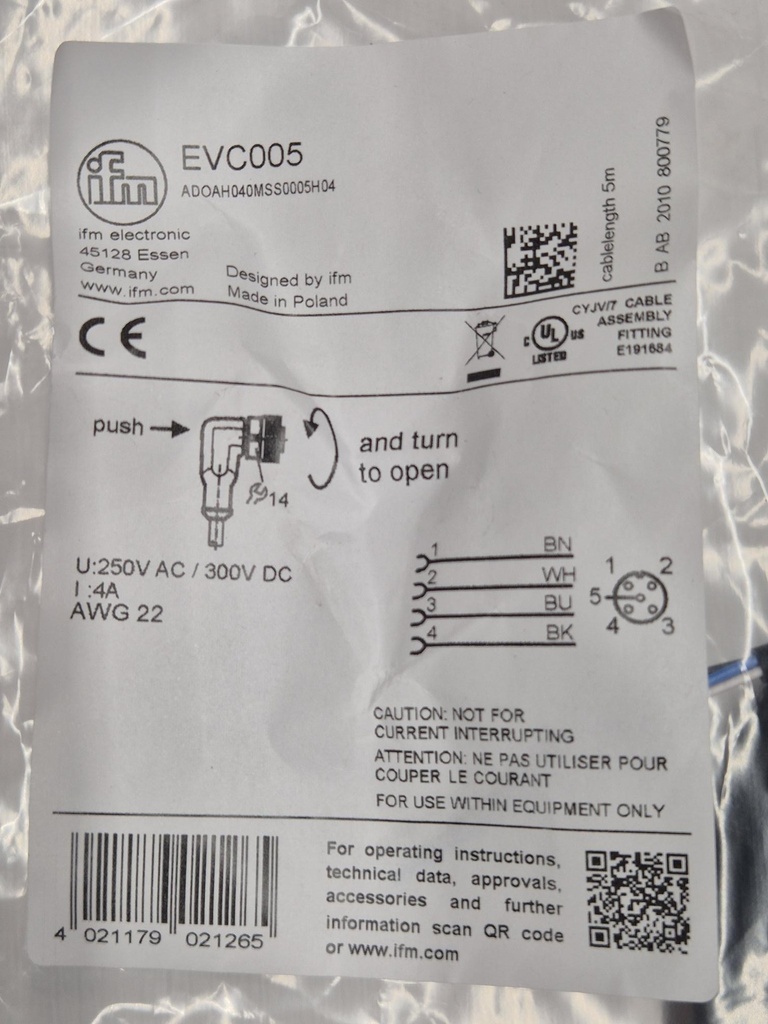 ifm
EVC005
ADOAH040MSS0005H04
ifm electronic
45128 Essen
Germany
www.ifm.com
Designed by ifm
Made in Poland
cablelength 5m
B AB 2010 800779
CE
C UL US
LISTED
CYJV/7 CABLE
ASSEMBLY
FITTING
E191684
push
14
and turn
to open
U:250V AC / 300V DC
I :4A
AWG 22
1 BN
2 WH
3 BU
4 BK
1 2
5
4 3
CAUTION: NOT FOR
CURRENT INTERRUPTING
ATTENTION: NE PAS UTILISER POUR
COUPER LE COURANT
FOR USE WITHIN EQUIPMENT ONLY
4 021179 021265
For operating instructions,
technical data, approvals,
accessories and further
information scan QR code
or www.ifm.com